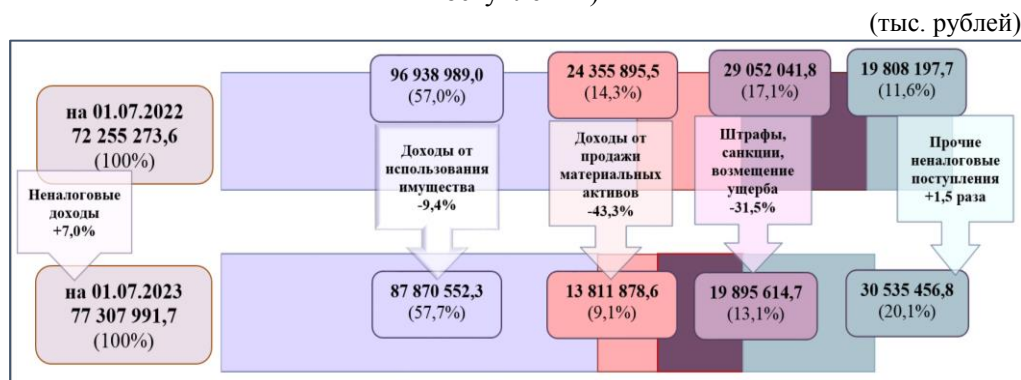 (тыс. рублей)
96 938 989,0
(57,0%)
24 355 895,5
(14,3%)
29 052 041,8
(17,1%)
19 808 197,7
(11,6%)
на 01.07.2022
72 255 273,6
(100%)
Неналоговые
доходы
+7,0%
Доходы от
использования
имущества
-9,4%
Доходы от
продажи
материальных
активов
-43,3%
Штрафы,
санкции,
возмещение
ущерба
-31,5%
Прочие
неналоговые
поступления
+1,5 раза
на 01.07.2023
77 307 991,7
(100%)
87 870 552,3
(57,7%)
13 811 878,6
(9,1%)
19 895 614,7
(13,1%)
30 535 456,8
(20,1%)